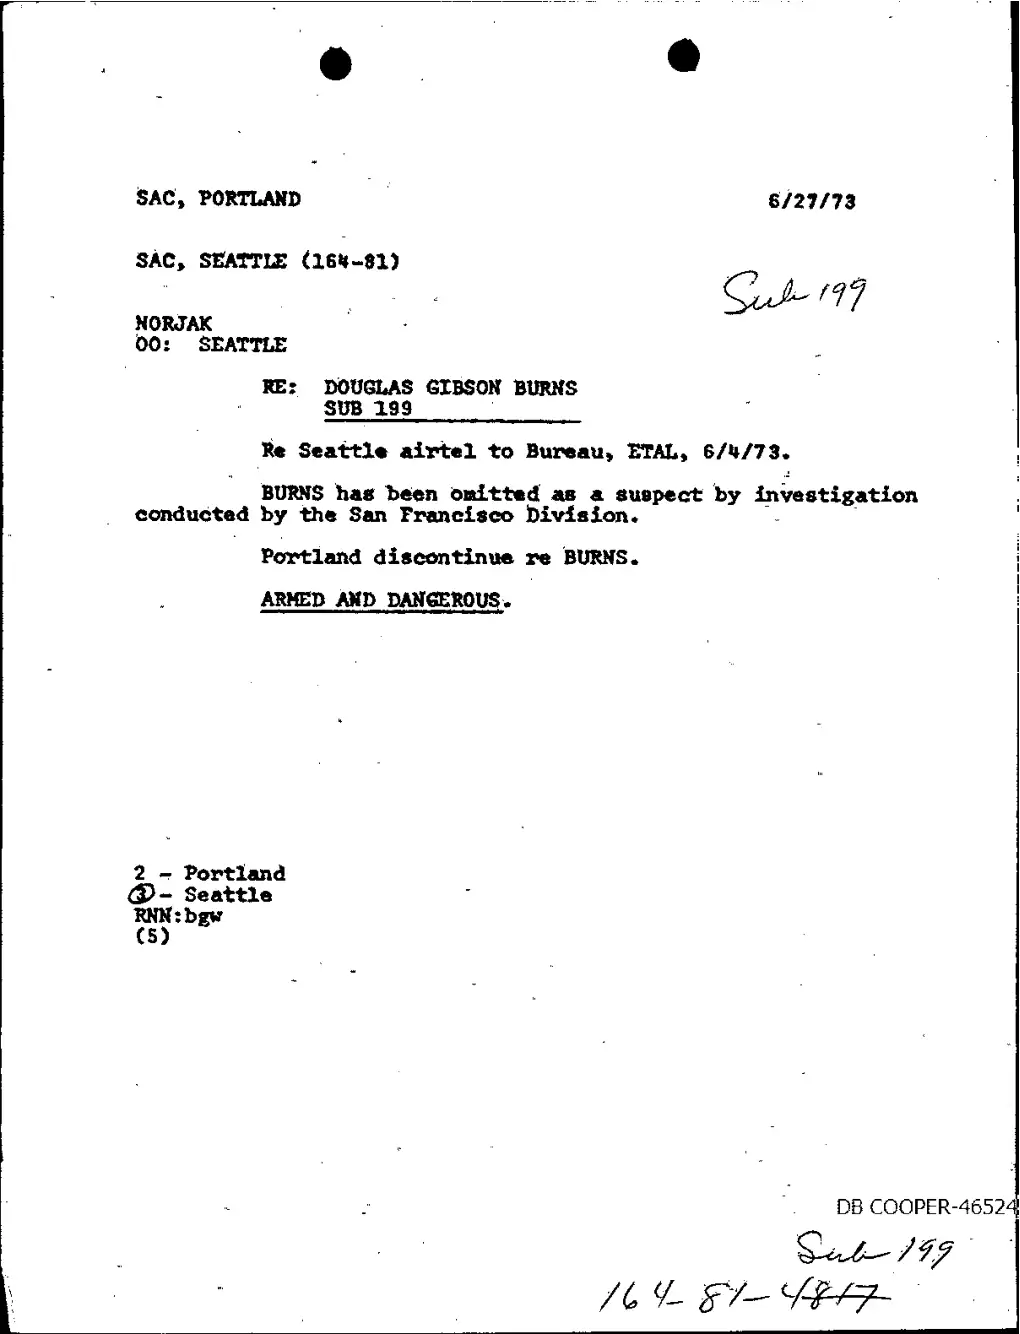 SAC, PORTLAND 6/27/73
SAC, SEATTLE (164-81)
Sub 199
NORJAK
OO: SEATTLE
RE: DOUGLAS GIBSON BURNS
SUB 199
Re Seattle airtel to Bureau, ETAL, 6/4/73.
BURNS has been omitted as a suspect by investigation
conducted by the San Francisco Division.
Portland discontinue re BURNS.
ARMED AND DANGEROUS.
2 - Portland
3 - Seattle
RNN:bgw
(5)
DB COOPER-46524
Sub 199
164-81-4817